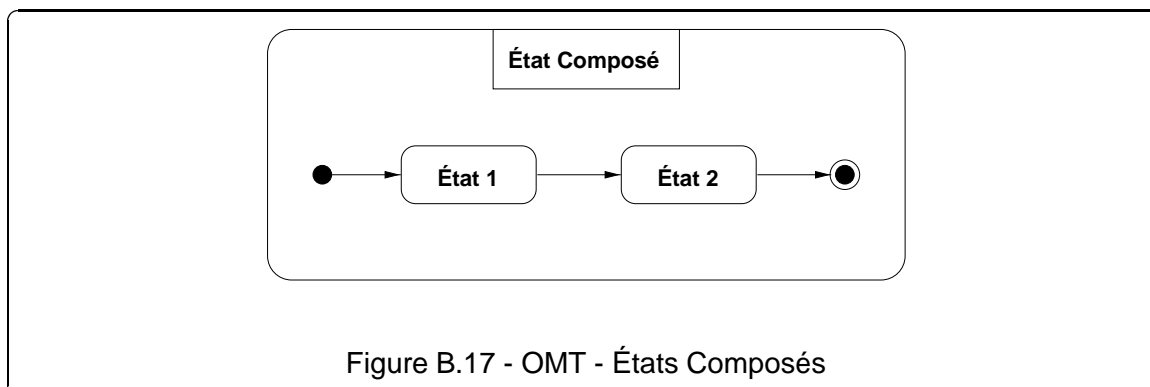 État Composé
État 1
État 2
Figure B.17 - OMT - États Composés